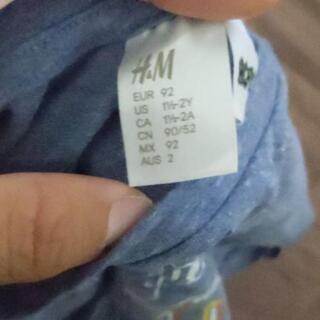 H&M
EUR 92
US 1½-2Y
CA 1½-2A
CN 90/52
MX 92
AUS 2